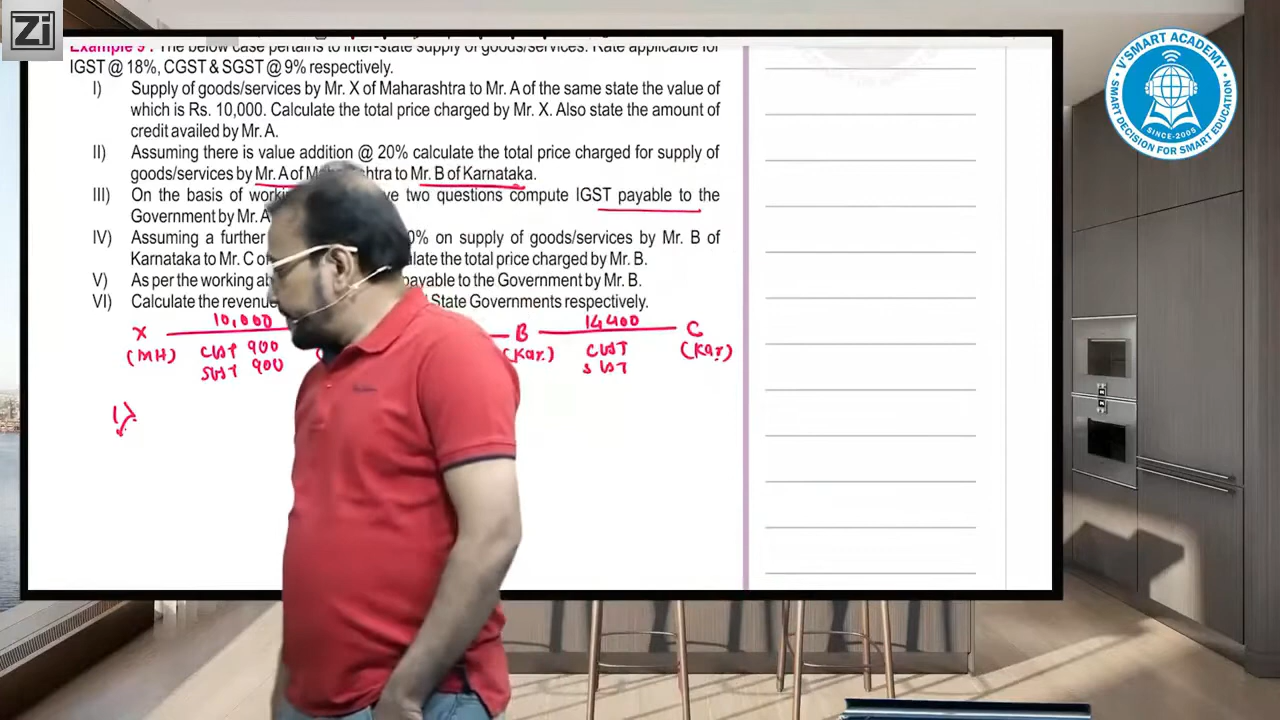 Zi
Example 9 : The below case pertains to inter-state supply of goods/services. Rate applicable for
IGST @ 18%, CGST & SGST @ 9% respectively.
I) Supply of goods/services by Mr. X of Maharashtra to Mr. A of the same state the value of
which is Rs. 10,000. Calculate the total price charged by Mr. X. Also state the amount of
credit availed by Mr. A.
II) Assuming there is value addition @ 20% calculate the total price charged for supply of
goods/services by Mr. A of to Mr. B of Karnataka.
III) On the basis of two questions compute IGST payable to the
Government by Mr. A
IV) Assuming a further on supply of goods/services by Mr. B of
Karnataka to Mr. C the total price charged by Mr. B.
V) As per the working payable to the Government by Mr. B.
VI) Calculate the State Governments respectively.
10,000 14,400
X B C
(MH) CGST 900 (Kar.) CGST (Kar.)
SGST 900 SGST
1)
V'SMART ACADEMY
SINCE-2005
SMART DECISION FOR SMART EDUCATION